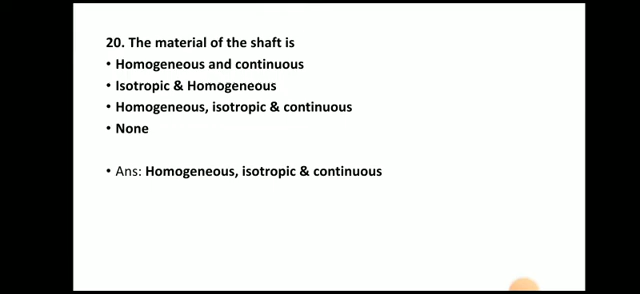 20. The material of the shaft is
• Homogeneous and continuous
• Isotropic & Homogeneous
• Homogeneous, isotropic & continuous
• None
• Ans: Homogeneous, isotropic & continuous